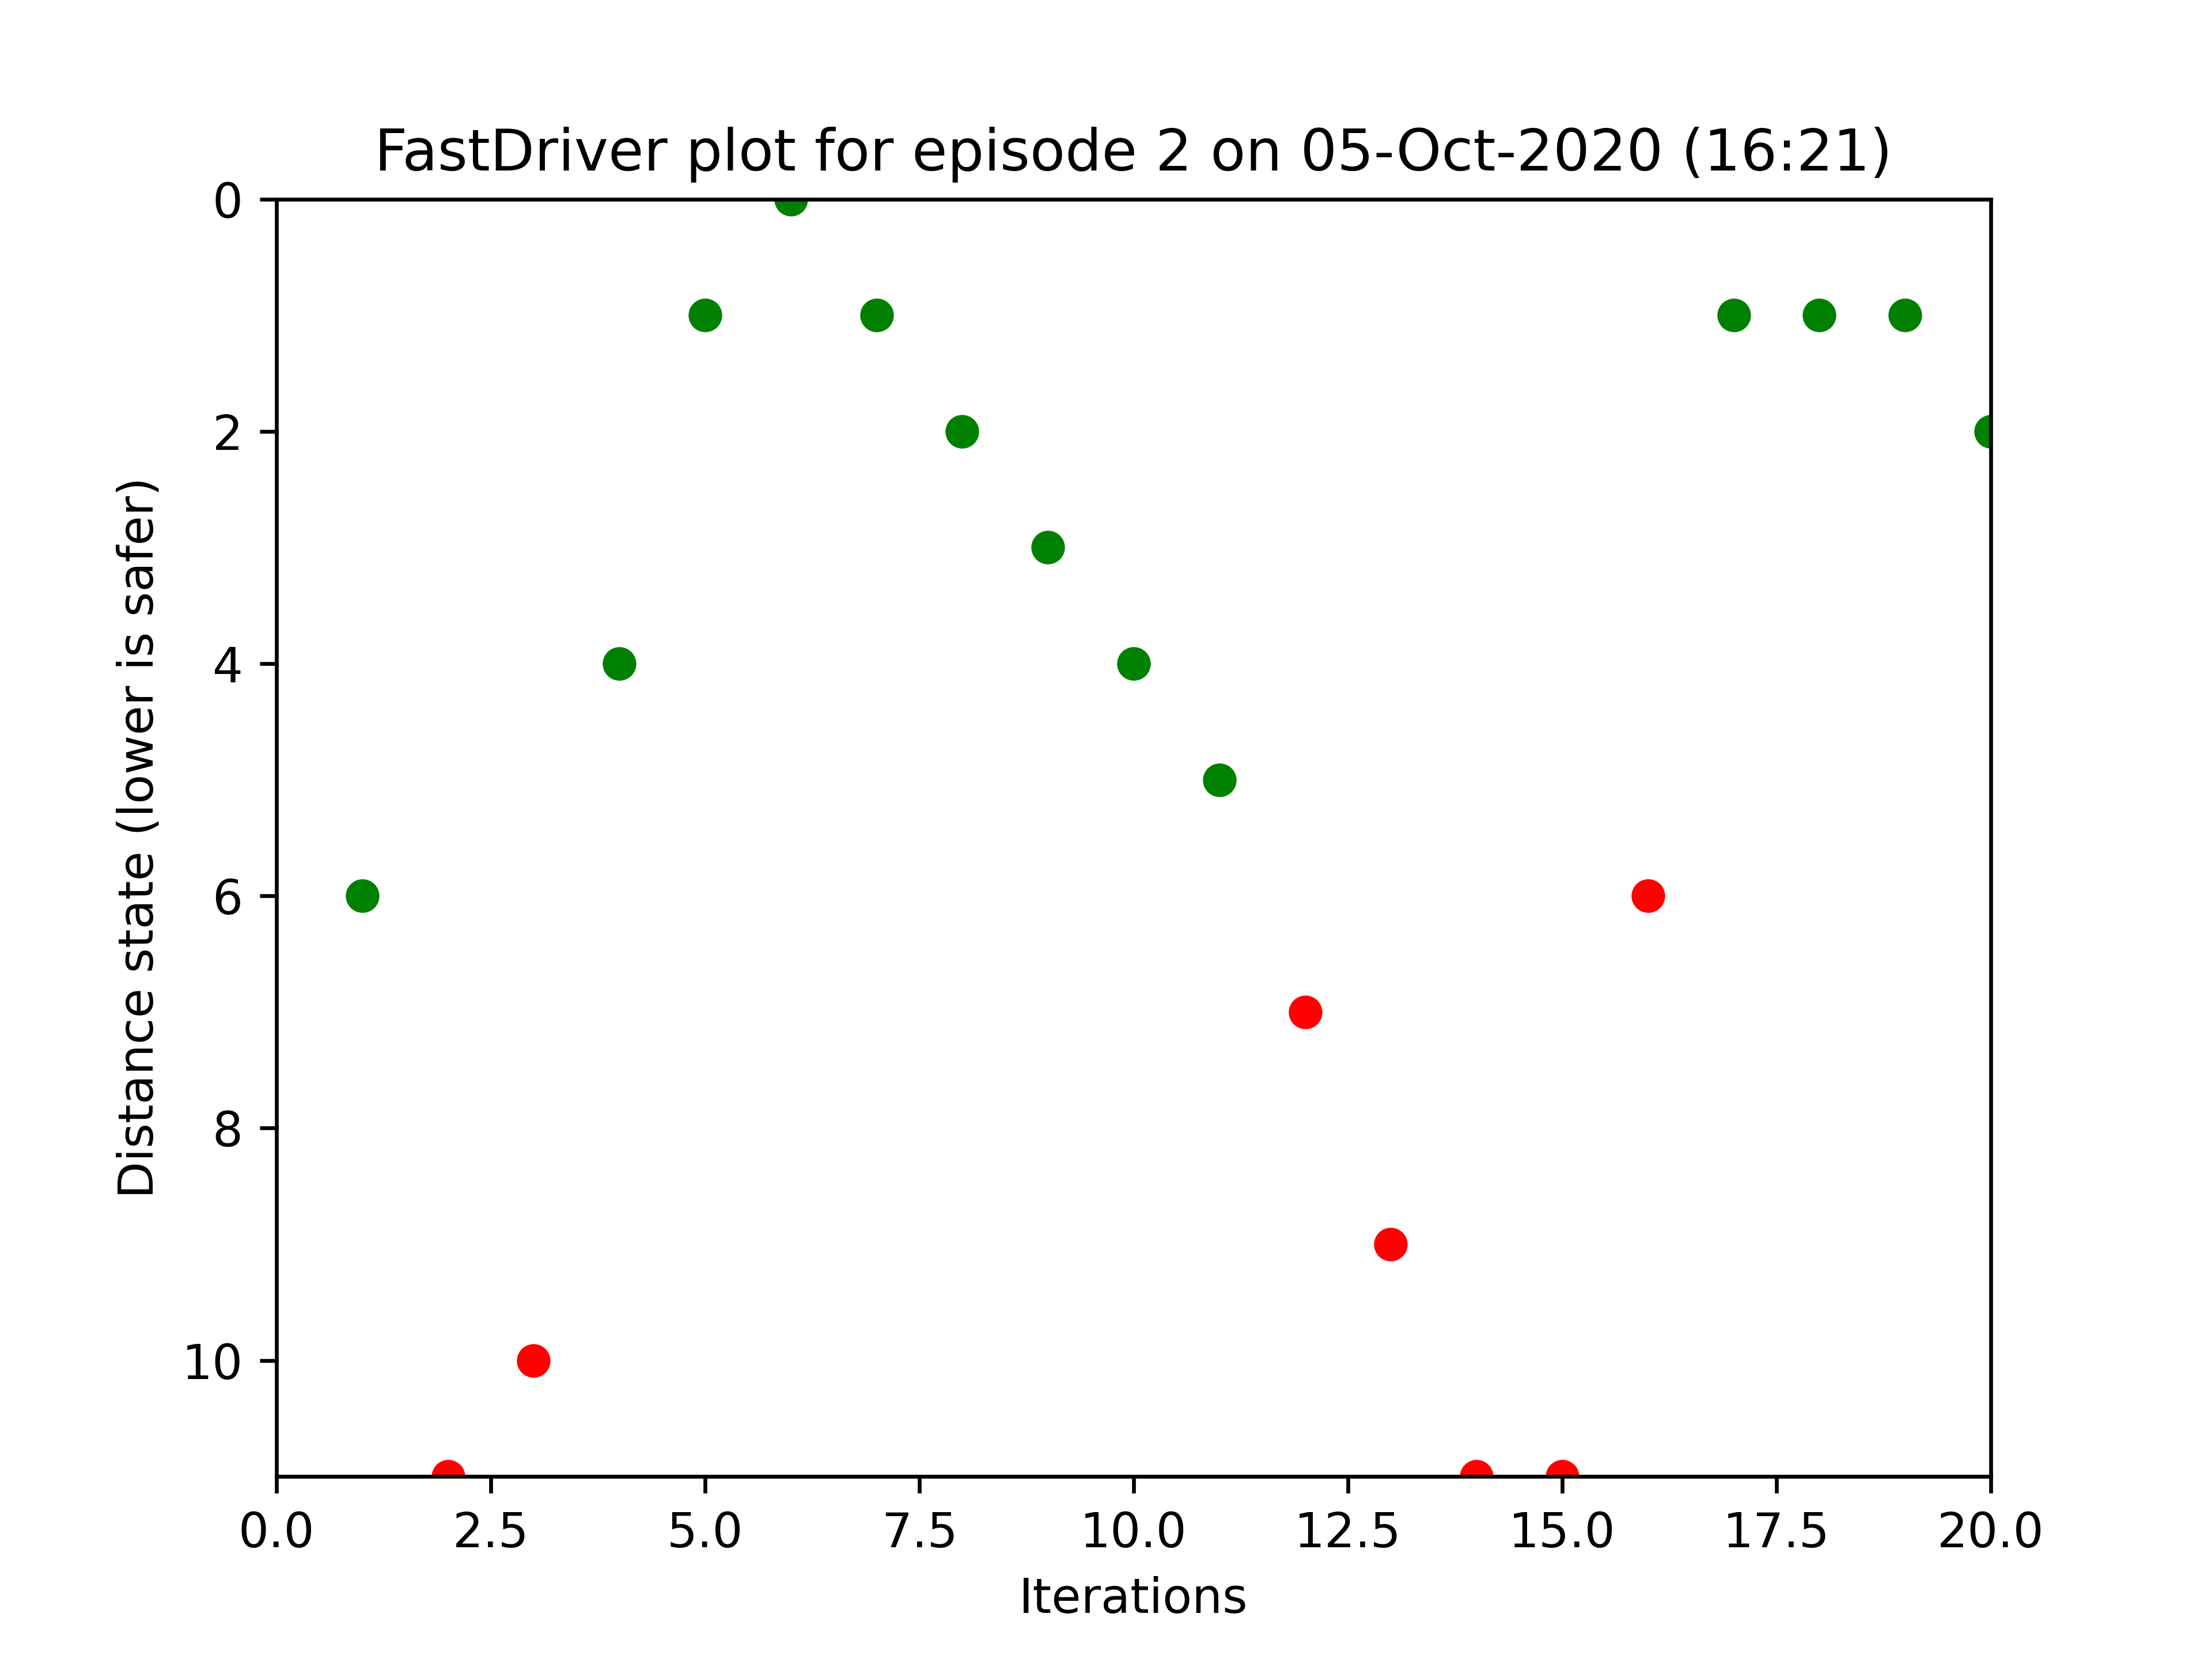 FastDriver plot for episode 2 on 05-Oct-2020 (16:21)
0
2
4
6
8
10
Distance state (lower is safer)
0.0 2.5 5.0 7.5 10.0 12.5 15.0 17.5 20.0
Iterations